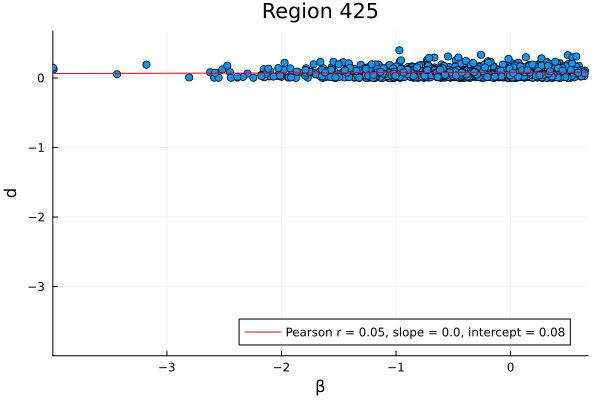 Region 425
d
0
−1
−2
−3
Pearson r = 0.05, slope = 0.0, intercept = 0.08
−3 −2 −1 0
β